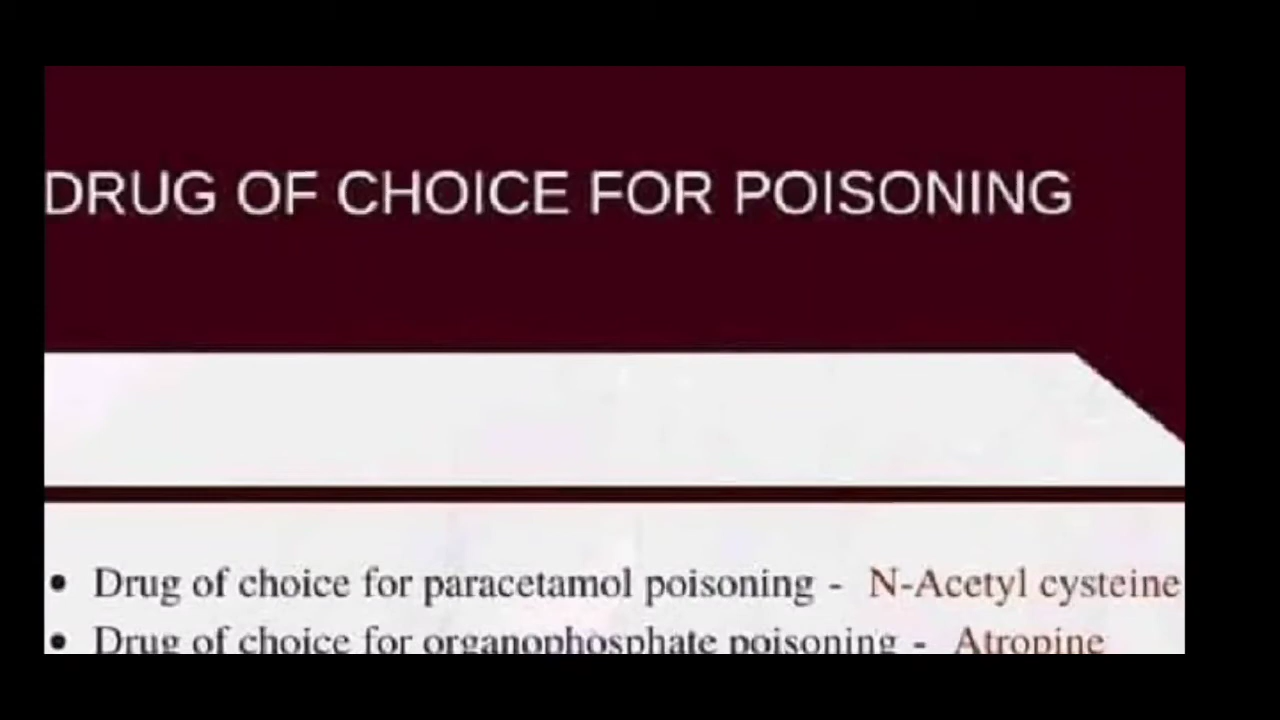 DRUG OF CHOICE FOR POISONING
• Drug of choice for paracetamol poisoning - N-Acetyl cysteine
• Drug of choice for organophosphate poisoning - Atropine